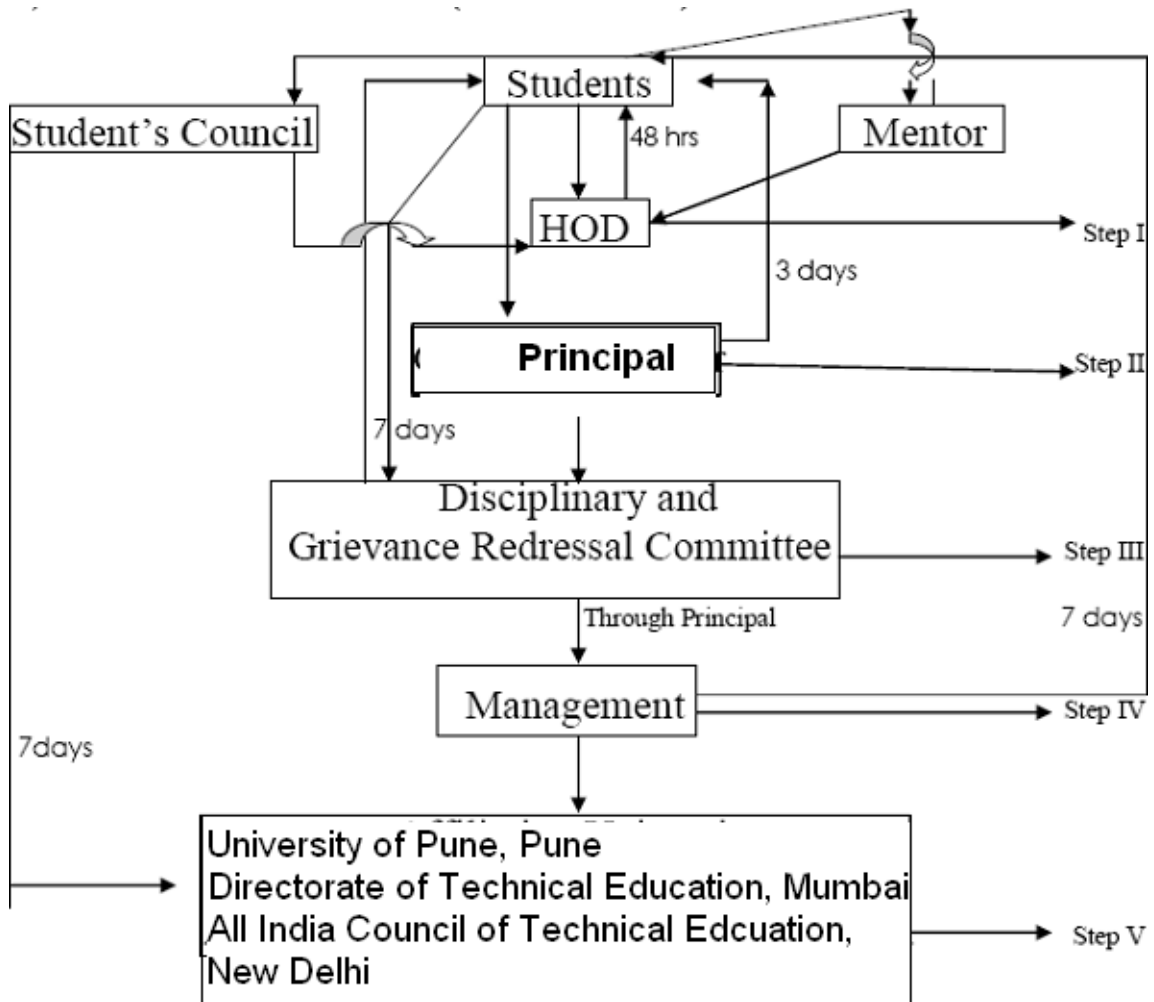 Students
Student's Council
48 hrs
Mentor
HOD
Step I
3 days
Principal
Step II
7 days
Disciplinary and
Grievance Redressal Committee
Step III
Through Principal
7 days
Management
Step IV
7days
University of Pune, Pune
Directorate of Technical Education, Mumbai
All India Council of Technical Edcuation,
New Delhi
Step V